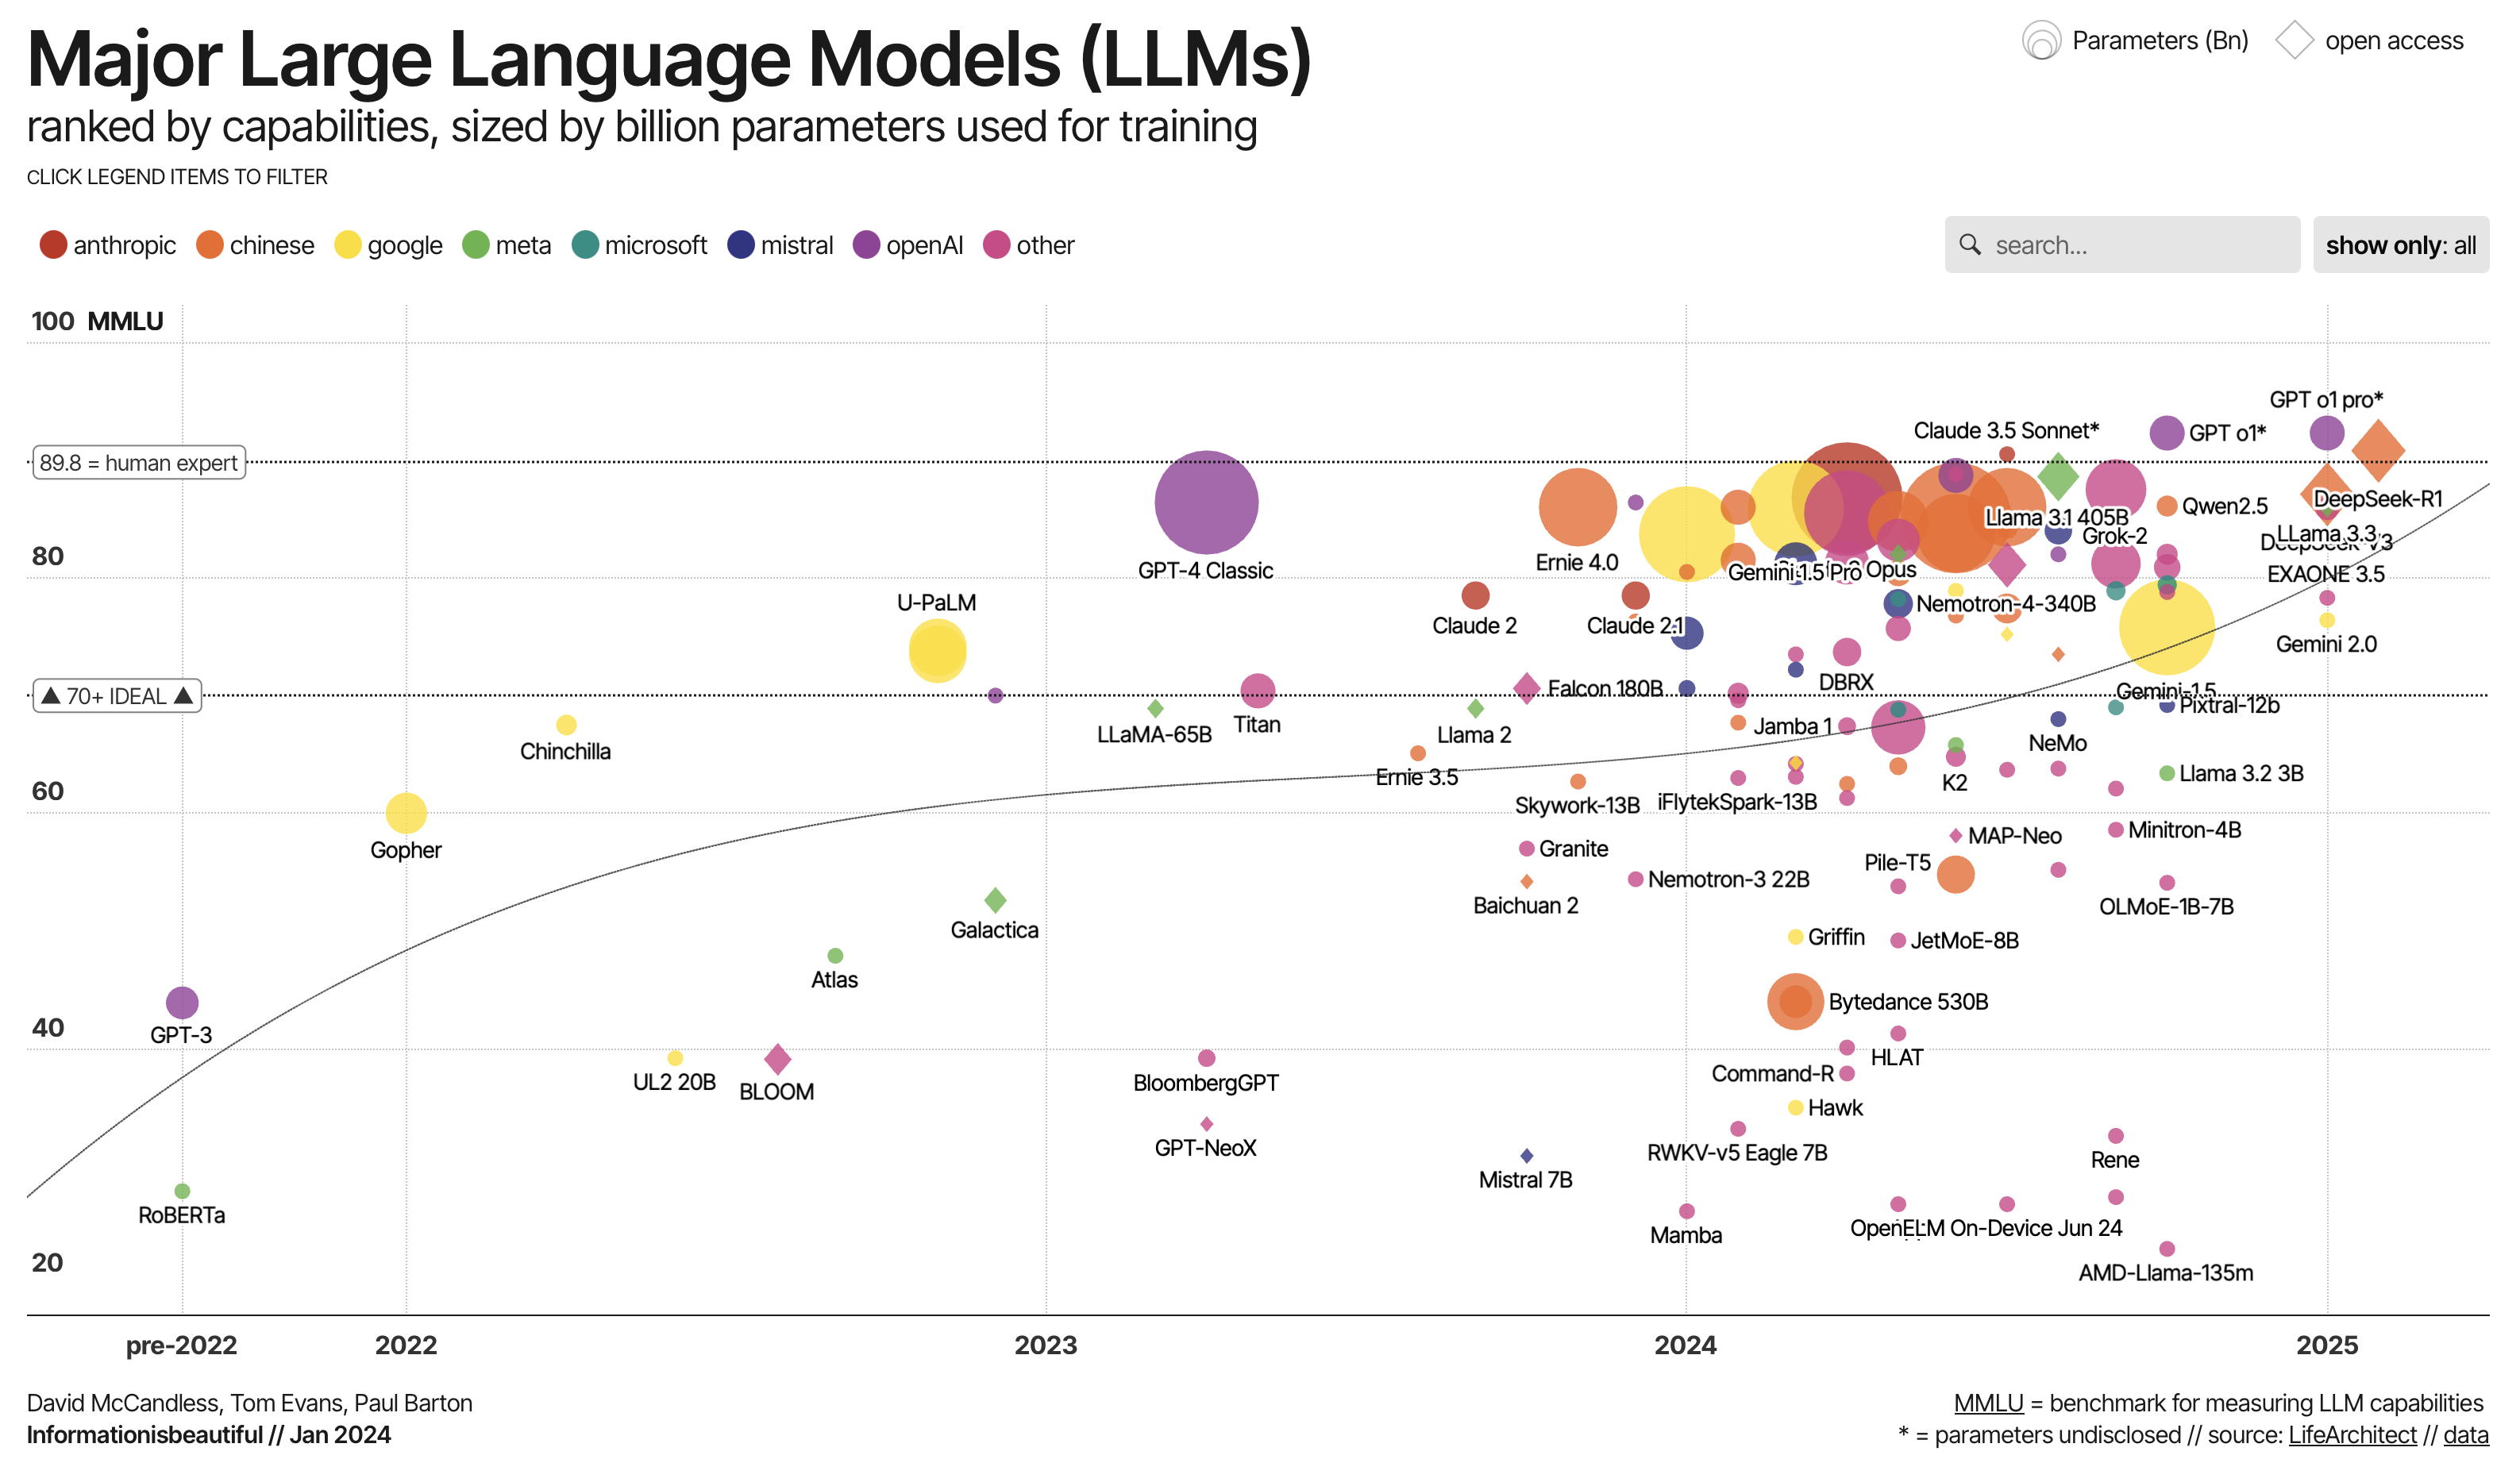 Major Large Language Models (LLMs)
Parameters (Bn)
open access
ranked by capabilities, sized by billion parameters used for training
cLICK LEGEND ITEMS TO FILTER
anthropic
chinese
google
meta
microsoft
mistral
openAI
other
search...
show only: all
100 MMLU
GPT o1 pro*
Claude 3.5 Sonnet*
GPT o1*
89.8 = human expert
DeepSeek-R1
Qwen2.5
Llama 3.1 405B
Grok-2
LLama 3.3
DeepSeek-V3
80
Ernie 4.0
GPT-4 Classic
Gemini 1.5 Pro
Opus
EXAONE 3.5
U-PaLM
Claude 2
Claude 2.1
Nemotron-4-340B
Gemini 2.0
▲ 70+ IDEAL ▲
Falcon 180B
DBRX
Gemini-1.5
Pixtral-12b
Chinchilla
LLaMA-65B
Titan
Llama 2
Jamba 1
NeMo
60
Ernie 3.5
Skywork-13B
iFlytekSpark-13B
K2
Llama 3.2 3B
Gopher
Granite
MAP-Neo
Minitron-4B
Pile-T5
Nemotron-3 22B
Baichuan 2
OLMoE-1B-7B
Galactica
Griffin
JetMoE-8B
Atlas
Bytedance 530B
40
GPT-3
HLAT
UL2 20B
BLOOM
BloombergGPT
Command-R
Hawk
GPT-NeoX
RWKV-v5 Eagle 7B
Rene
Mistral 7B
RoBERTa
Mamba
OpenELM
On-Device Jun 24
20
AMD-Llama-135m
pre-2022
2022
2023
2024
2025
David McCandless, Tom Evans, Paul Barton
Informationisbeautiful // Jan 2024
MMLU = benchmark for measuring LLM capabilities
* = parameters undisclosed // source: LifeArchitect // data